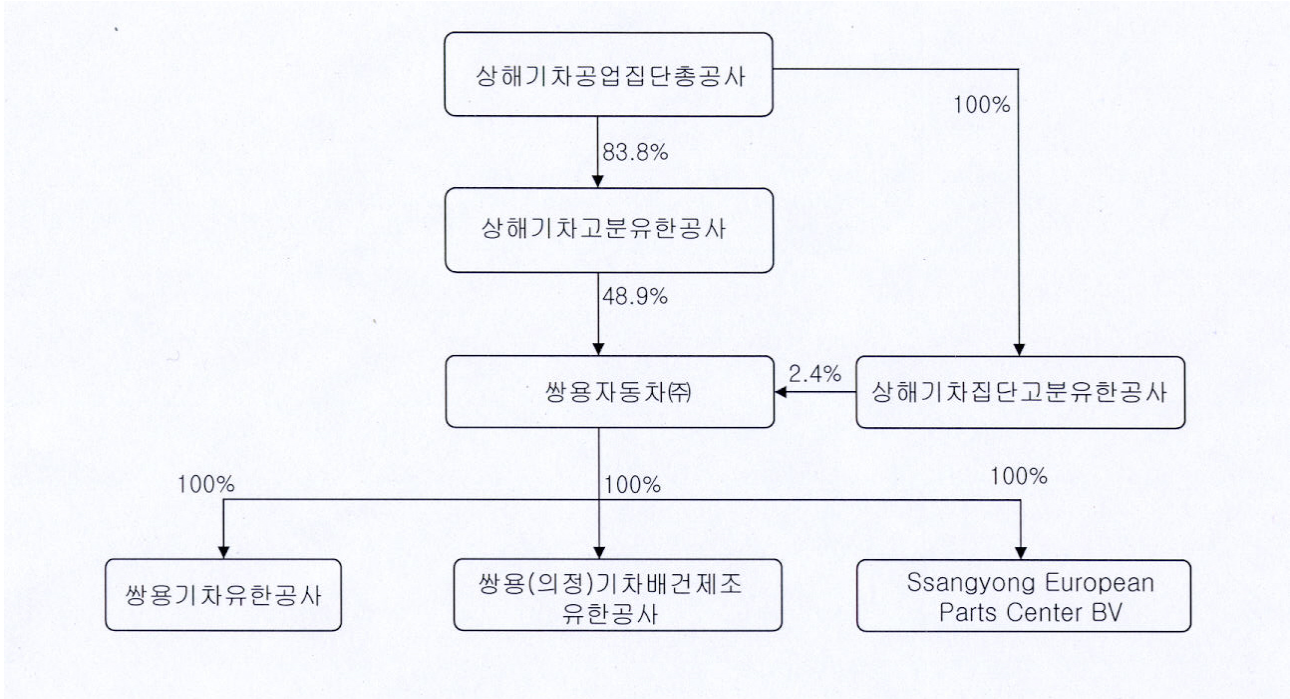 상해기차공업집단총공사
100%
83.8%
상해기차고분유한공사
48.9%
쌍용자동차㈜
2.4%
상해기차집단고분유한공사
100%
100%
100%
쌍용기차유한공사
쌍용(의정)기차배건제조
유한공사
Ssangyong European
Parts Center BV